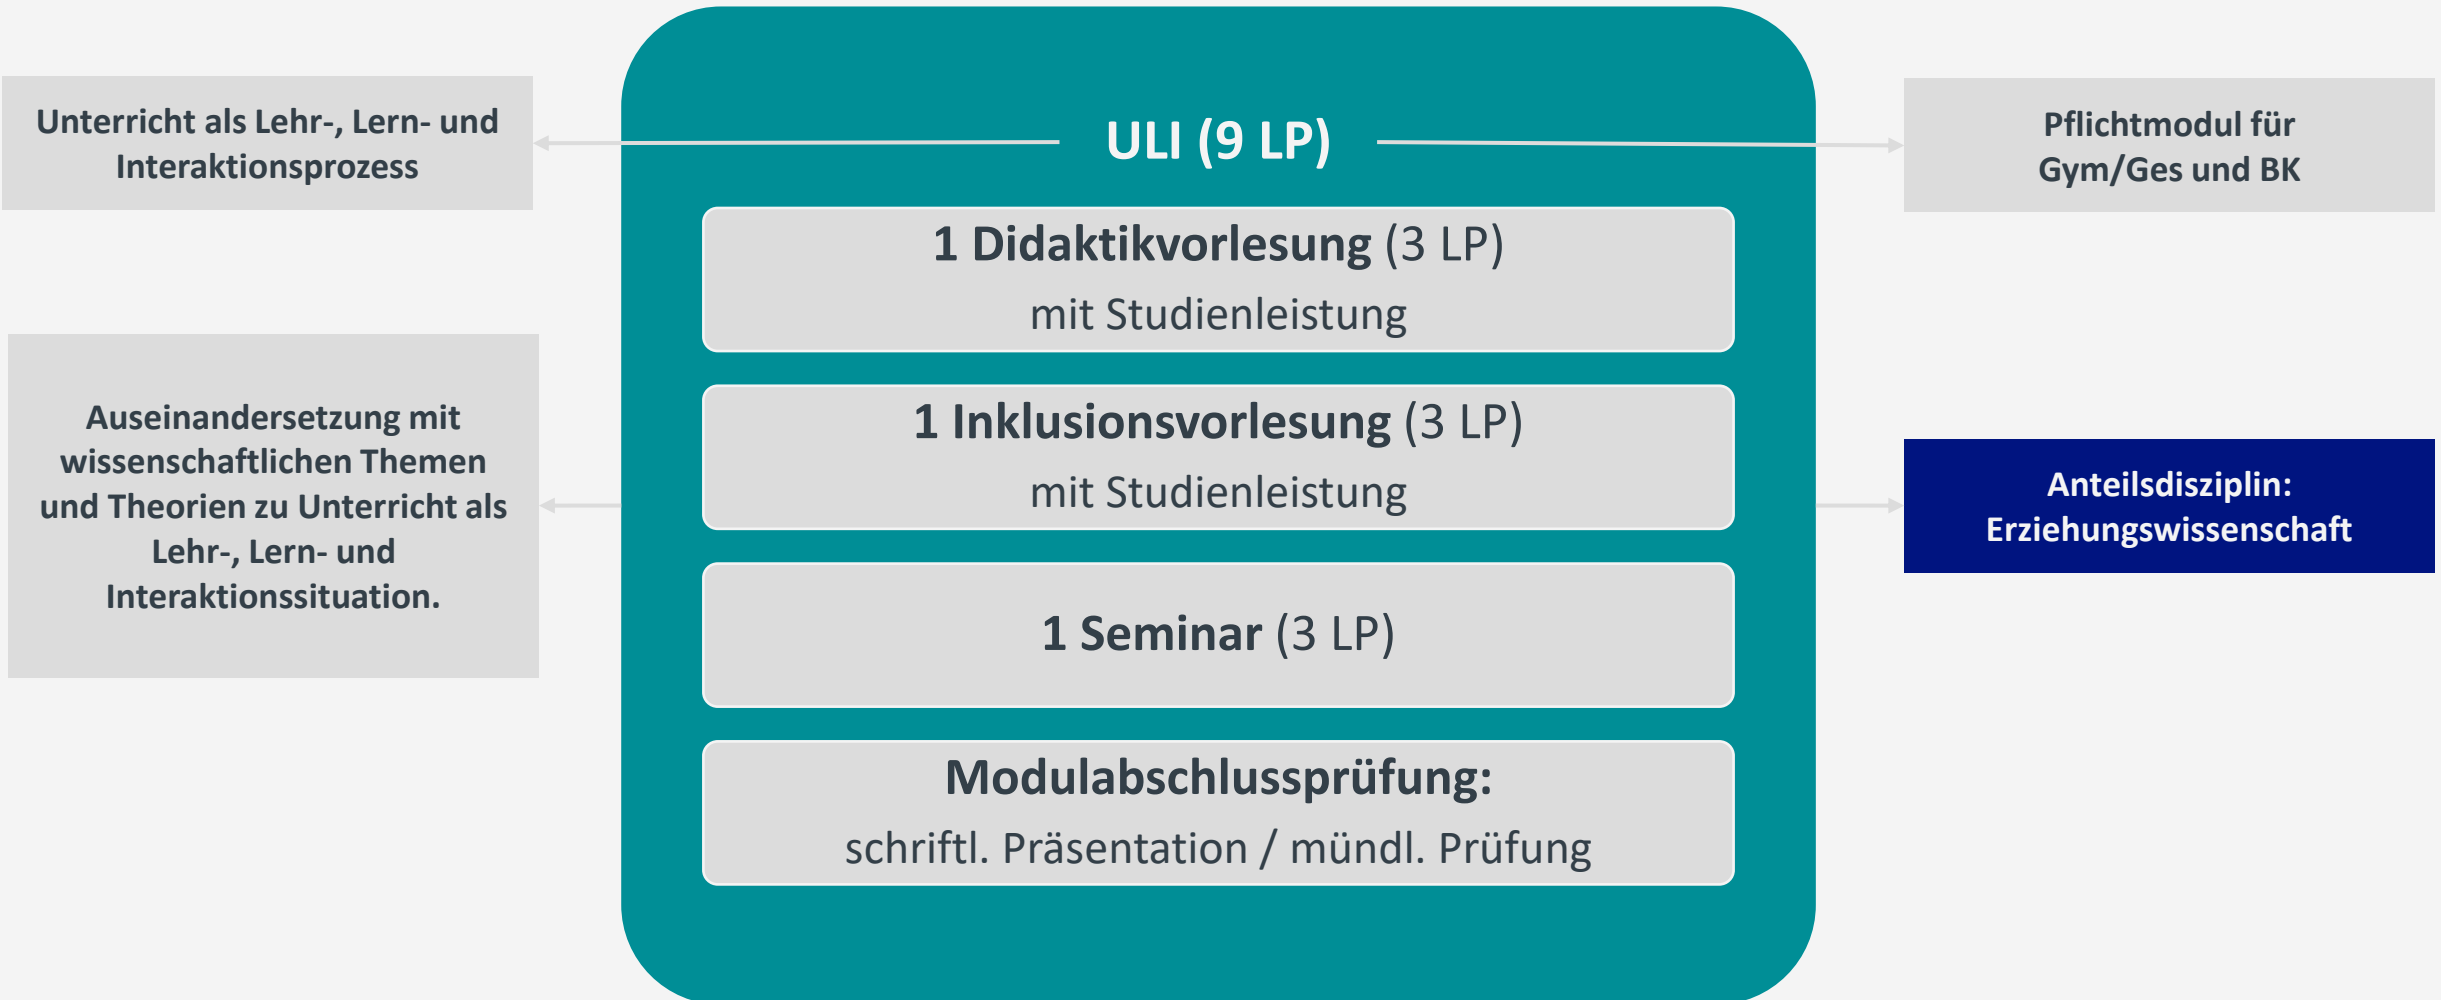 Unterricht als Lehr-, Lern- und
Interaktionsprozess
Auseinandersetzung mit
wissenschaftlichen Themen
und Theorien zu Unterricht als
Lehr-, Lern- und
Interaktionssituation.
ULI (9 LP)
1 Didaktikvorlesung (3 LP)
mit Studienleistung
1 Inklusionsvorlesung (3 LP)
mit Studienleistung
1 Seminar (3 LP)
Modulabschlussprüfung:
schriftl. Präsentation / mündl. Prüfung
Pflichtmodul für
Gym/Ges und BK
Anteilsdisziplin:
Erziehungswissenschaft